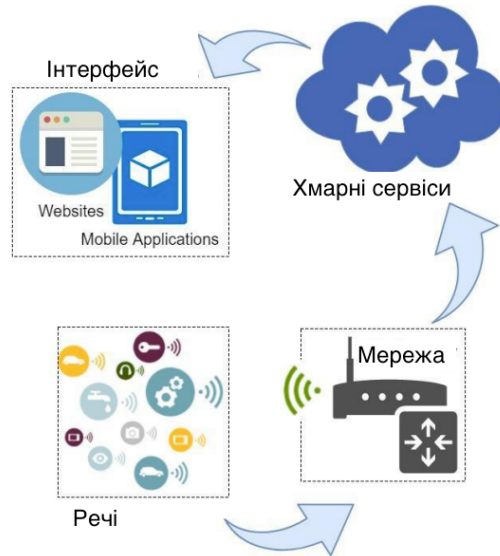 Інтерфейс
Хмарні сервіси
Websites
Mobile Applications
Мережа
Речі